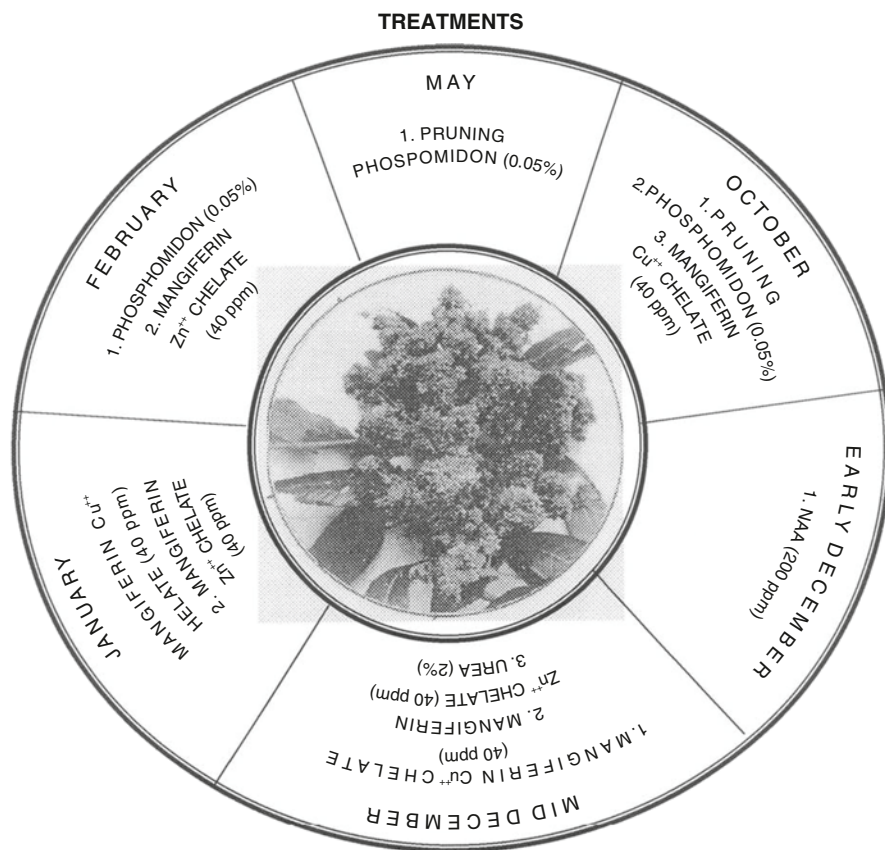 TREATMENTS
MAY
1. PRUNING
PHOSPOMIDON (0.05%)
OCTOBER
1. PRUNING
2.PHOSPHOMIDON (0.05%)
3. MANGIFERIN
Cu⁺⁺ CHELATE
(40 ppm)
EARLY DECEMBER
1. NAA (200 ppm)
MID DECEMBER
1.MANGIFERIN Cu⁺⁺ CHELATE
(40 ppm)
2. MANGIFERIN
Zn⁺⁺ CHELATE (40 ppm)
3. UREA (2%)
JANUARY
MANGIFERIN Cu⁺⁺
HELATE (40 ppm)
2. MANGIFERIN
Zn⁺⁺ CHELATE
(40 ppm)
FEBRUARY
1. PHOSPHOMIDON (0.05%)
2. MANGIFERIN
Zn⁺⁺ CHELATE
(40 ppm)